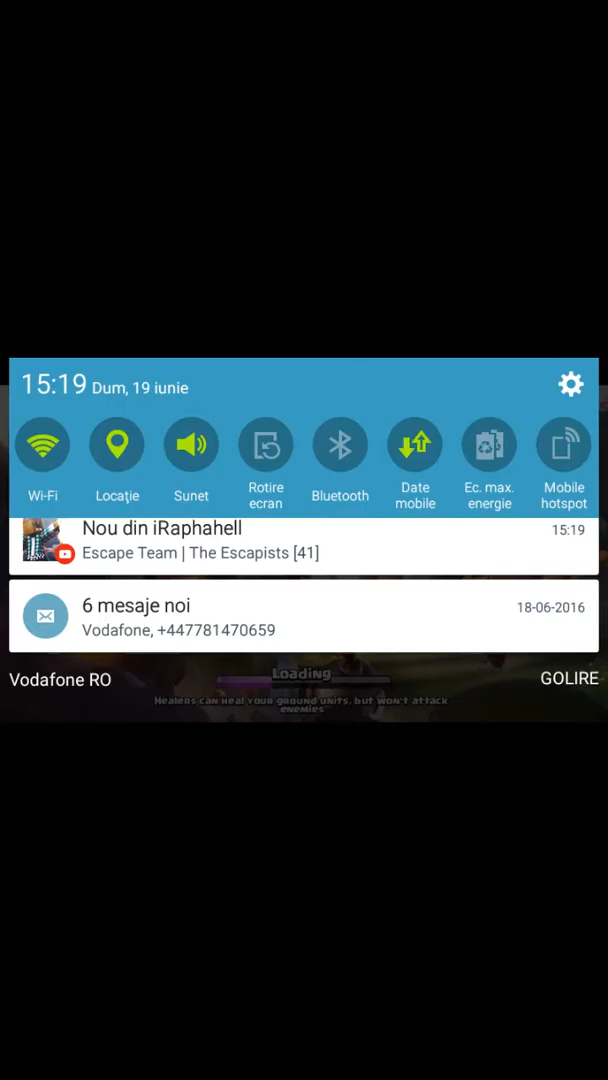 15:19 Dum, 19 iunie
Wi-Fi
Locaţie
Sunet
Rotire
ecran
Bluetooth
Date
mobile
Ec. max.
energie
Mobile
hotspot
Nou din iRaphahell 15:19
Escape Team | The Escapists [41]
6 mesaje noi 18-06-2016
Vodafone, +447781470659
Vodafone RO GOLIRE
Loading
Healers can heal your ground units, but won't attack
enemies